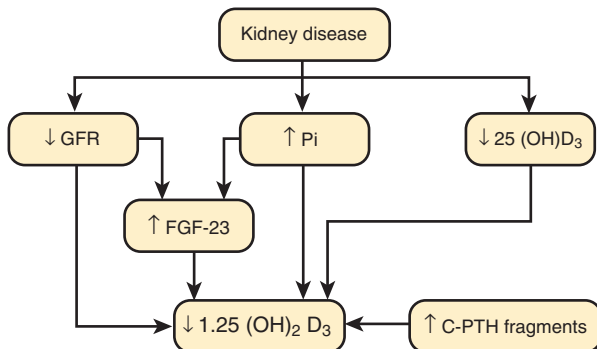 Kidney disease
↓ GFR
↑ Pi
↓ 25 (OH)D₃
↑ FGF-23
↓ 1.25 (OH)₂ D₃
↑ C-PTH fragments